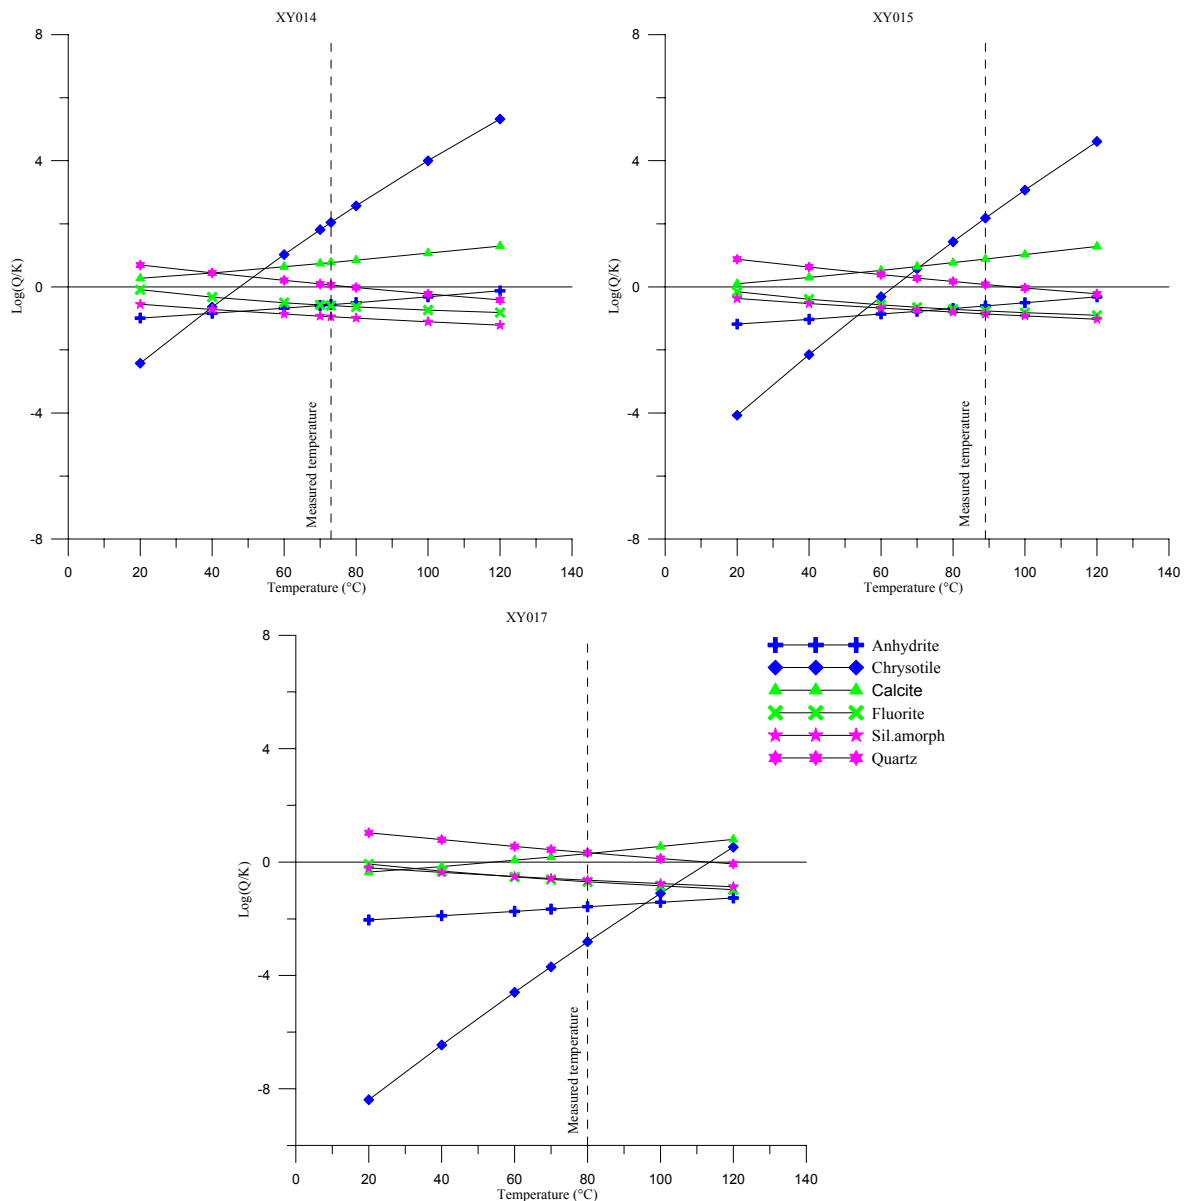 XY014
8
4
0
-4
-8
Log(Q/K)
Measured temperature
0 20 40 60 80 100 120 140
Temperature (°C)
XY015
8
4
0
-4
-8
Log(Q/K)
Measured temperature
0 20 40 60 80 100 120 140
Temperature (°C)
XY017
8
4
0
-4
-8
Log(Q/K)
Measured temperature
0 20 40 60 80 100 120 140
Temperature (°C)
Anhydrite
Chrysotile
Calcite
Fluorite
Sil.amorph
Quartz